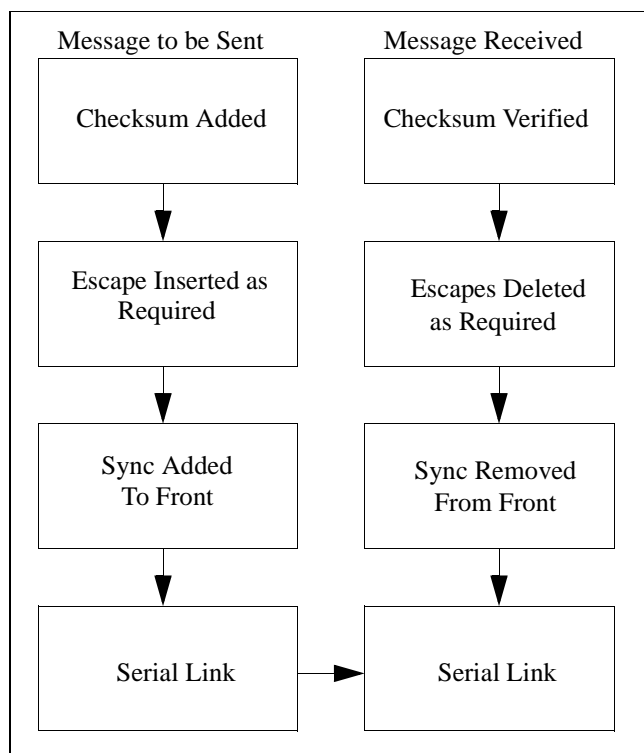 Message to be Sent
Message Received
Checksum Added
Checksum Verified
Escape Inserted as
Required
Escapes Deleted
as Required
Sync Added
To Front
Sync Removed
From Front
Serial Link
Serial Link